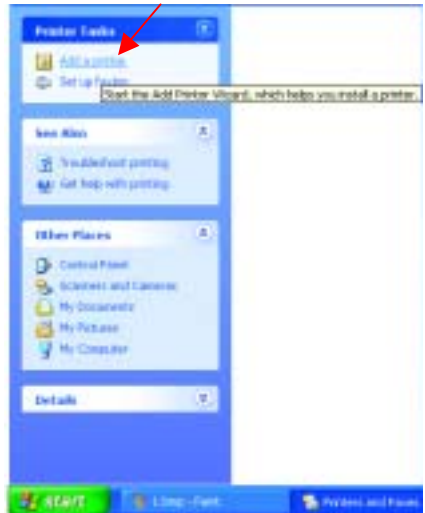 Printer Tasks
Add a printer
Set up faxing
Start the Add Printer Wizard, which helps you install a printer.
See Also
Troubleshoot printing
Get help with printing
Other Places
Control Panel
Scanners and Cameras
My Documents
My Pictures
My Computer
Details
start
- Paint
Printers and Faxes